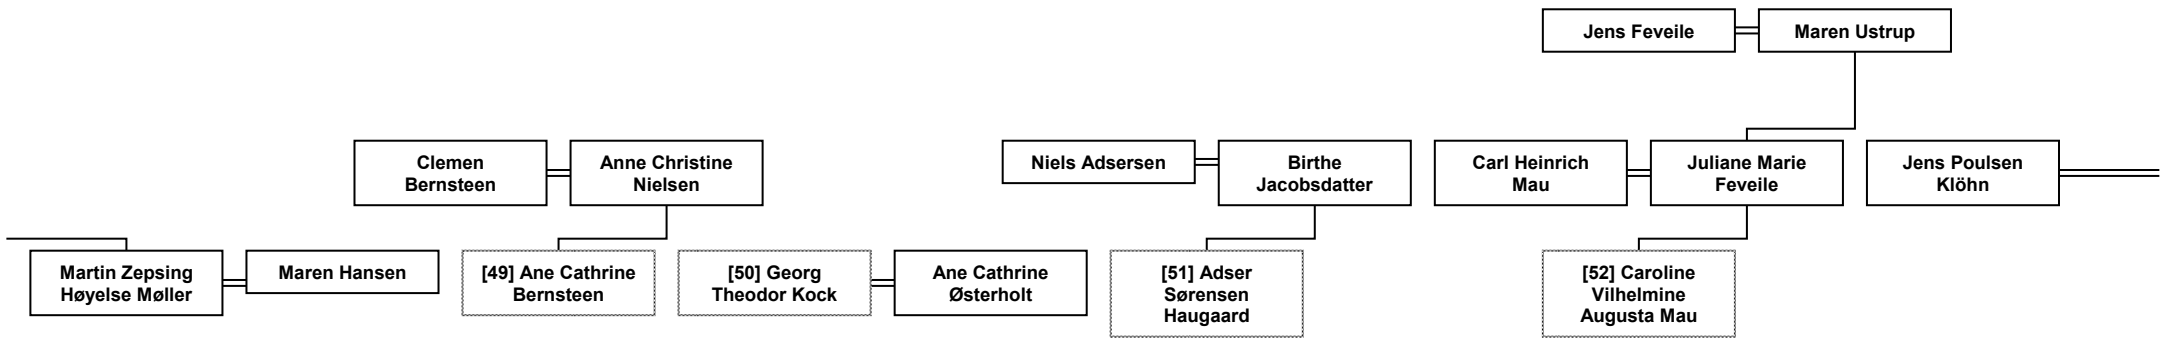 Jens Feveile
Maren Ustrup
Clemen
Bernsteen
Anne Christine
Nielsen
Niels Adsersen
Birthe
Jacobsdatter
Carl Heinrich
Mau
Juliane Marie
Feveile
Jens Poulsen
Klöhn
Martin Zepsing
Høyelse Møller
Maren Hansen
[49] Ane Cathrine
Bernsteen
[50] Georg
Theodor Kock
Ane Cathrine
Østerholt
[51] Adser
Sørensen
Haugaard
[52] Caroline
Vilhelmine
Augusta Mau